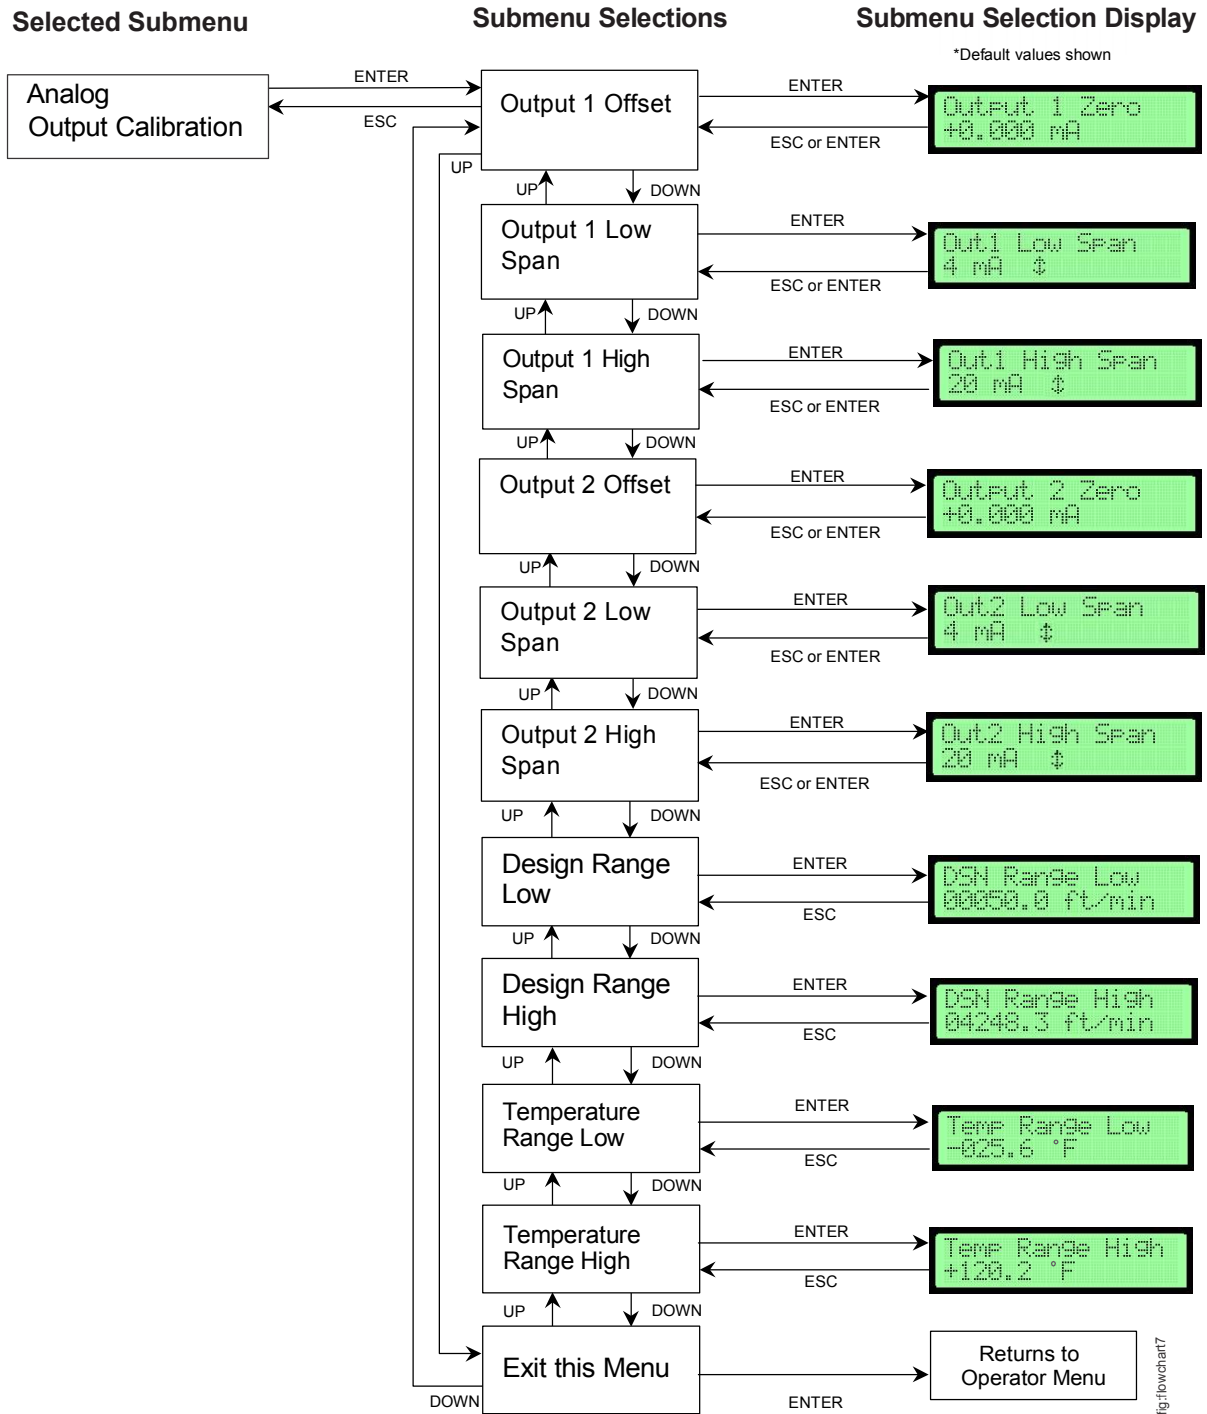 Selected Submenu
Submenu Selections
Submenu Selection Display
*Default values shown
Analog
Output Calibration
ENTER
ESC
Output 1 Offset
ENTER
ESC or ENTER
Output 1 Zero
+0.000 mA
UP
UP
DOWN
Output 1 Low
Span
ENTER
ESC or ENTER
Out1 Low Span
4 mA ↕
UP
DOWN
Output 1 High
Span
ENTER
ESC or ENTER
Out1 High Span
20 mA ↕
UP
DOWN
Output 2 Offset
ENTER
ESC or ENTER
Output 2 Zero
+0.000 mA
UP
DOWN
Output 2 Low
Span
ENTER
ESC or ENTER
Out2 Low Span
4 mA ↕
UP
DOWN
Output 2 High
Span
ENTER
ESC or ENTER
Out2 High Span
20 mA ↕
UP
DOWN
Design Range
Low
ENTER
ESC
DSN Range Low
00050.0 ft/min
UP
DOWN
Design Range
High
ENTER
ESC
DSN Range High
04248.3 ft/min
UP
DOWN
Temperature
Range Low
ENTER
ESC
Temp Range Low
-025.6 °F
UP
DOWN
Temperature
Range High
ENTER
ESC
Temp Range High
+120.2 °F
UP
DOWN
Exit this Menu
DOWN
ENTER
Returns to
Operator Menu
fig:flowchart7